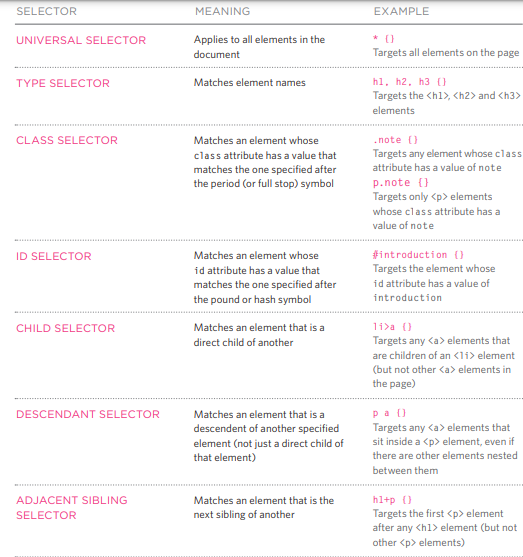 SELECTOR MEANING EXAMPLE
UNIVERSAL SELECTOR
Applies to all elements in the
document
* {}
Targets all elements on the page
TYPE SELECTOR
Matches element names
h1, h2, h3 {}
Targets the <h1>, <h2> and <h3>
elements
CLASS SELECTOR
Matches an element whose
class attribute has a value that
matches the one specified after
the period (or full stop) symbol
.note {}
Targets any element whose class
attribute has a value of note
p.note {}
Targets only <p> elements
whose class attribute has a
value of note
ID SELECTOR
Matches an element whose
id attribute has a value that
matches the one specified after
the pound or hash symbol
#introduction {}
Targets the element whose
id attribute has a value of
introduction
CHILD SELECTOR
Matches an element that is a
direct child of another
li>a {}
Targets any <a> elements that
are children of an <li> element
(but not other <a> elements in
the page)
DESCENDANT SELECTOR
Matches an element that is a
descendent of another specified
element (not just a direct child of
that element)
p a {}
Targets any <a> elements that
sit inside a <p> element, even if
there are other elements nested
between them
ADJACENT SIBLING
SELECTOR
Matches an element that is the
next sibling of another
h1+p {}
Targets the first <p> element
after any <h1> element (but not
other <p> elements)